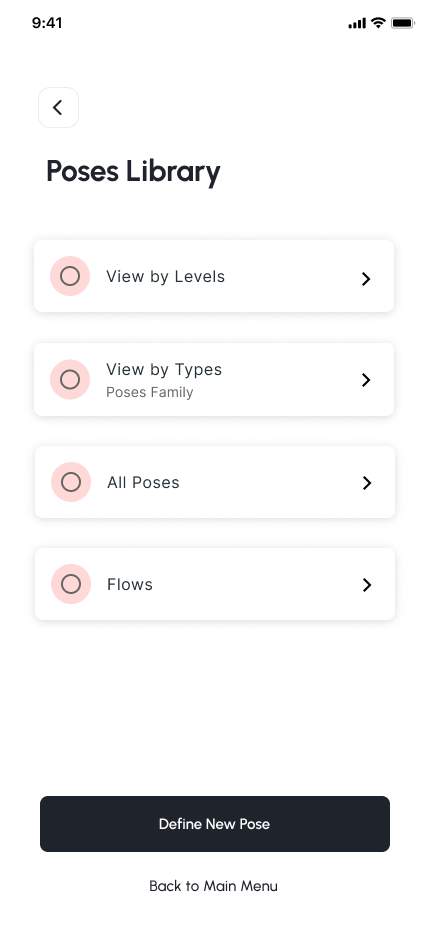 9:41
Poses Library
View by Levels
View by Types
Poses Family
All Poses
Flows
Define New Pose
Back to Main Menu